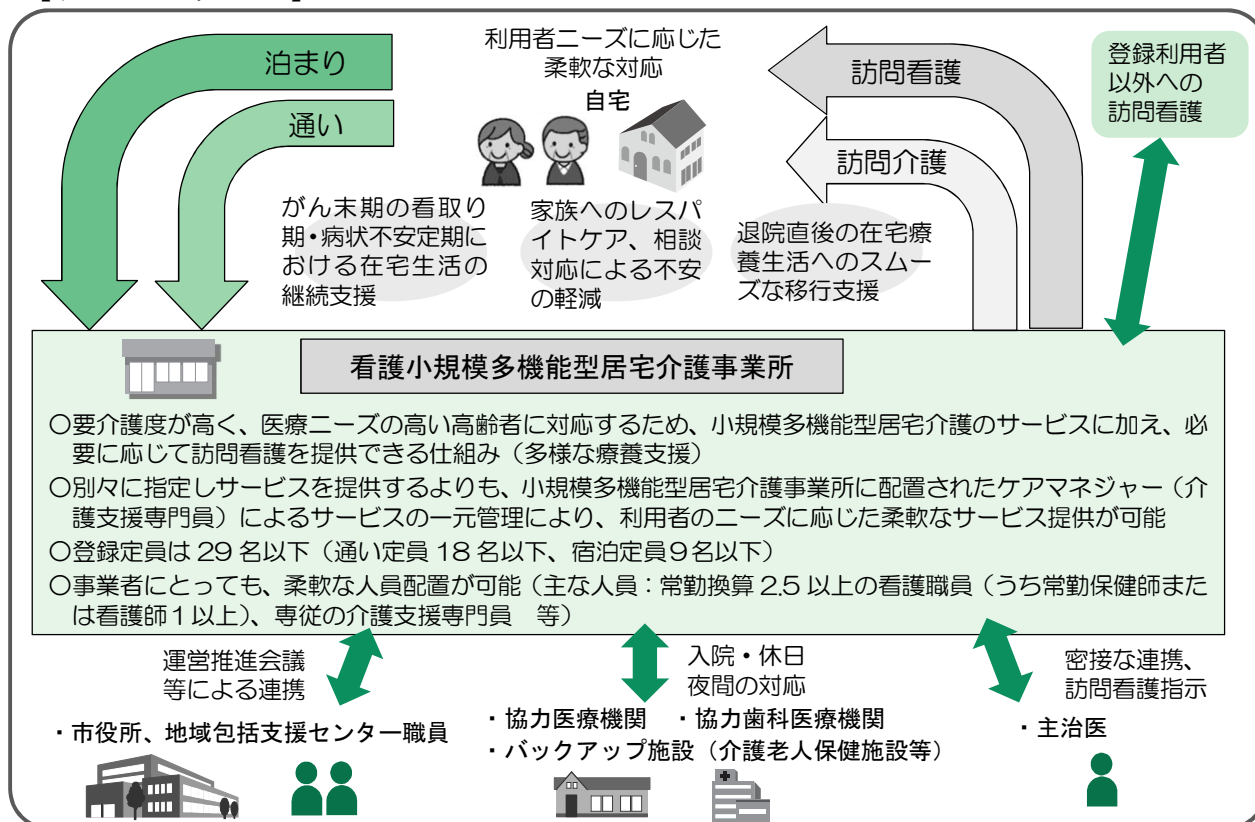 泊まり
通い
利用者ニーズに応じた
柔軟な対応
自宅
訪問看護
訪問介護
登録利用者
以外への
訪問看護
がん末期の看取り
期・病状不安定期に
おける在宅生活の
継続支援
家族へのレスパ
イトケア、相談
対応による不安
の軽減
退院直後の在宅療
養生活へのスムー
ズな移行支援
看護小規模多機能型居宅介護事業所
○要介護度が高く、医療ニーズの高い高齢者に対応するため、小規模多機能型居宅介護のサービスに加え、必
要に応じて訪問看護を提供できる仕組み（多様な療養支援）
○別々に指定しサービスを提供するよりも、小規模多機能型居宅介護事業所に配置されたケアマネジャー（介
護支援専門員）によるサービスの一元管理により、利用者のニーズに応じた柔軟なサービス提供が可能
○登録定員は 29 名以下（通い定員 18 名以下、宿泊定員９名以下）
○事業者にとっても、柔軟な人員配置が可能（主な人員：常勤換算 2.5 以上の看護職員（うち常勤保健師また
は看護師１以上）、専従の介護支援専門員　等）
運営推進会議
等による連携
入院・休日
夜間の対応
密接な連携、
訪問看護指示
・市役所、地域包括支援センター職員
・協力医療機関　・協力歯科医療機関
・バックアップ施設（介護老人保健施設等）
・主治医